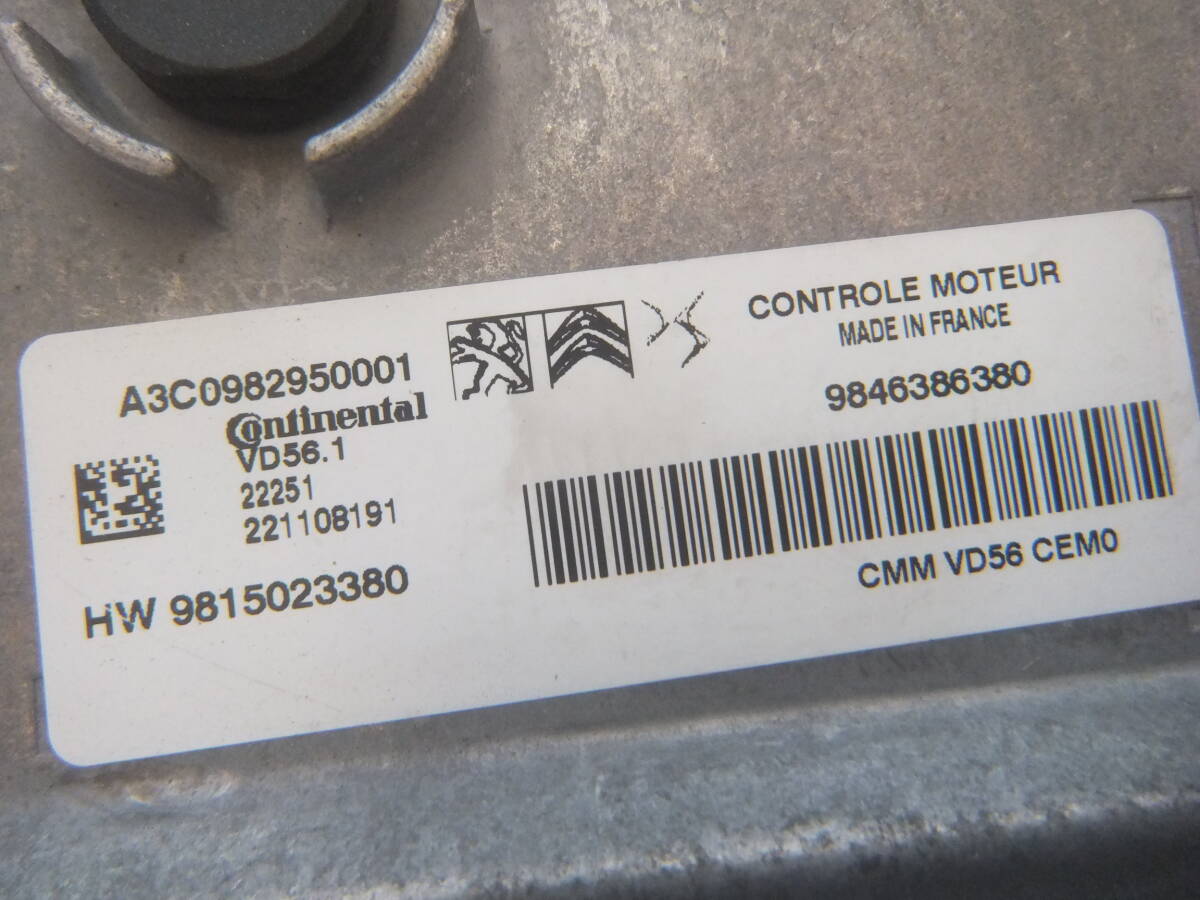 A3C0982950001
Continental
VD56.1
22251
221108191
HW 9815023380
CONTROLE MOTEUR
MADE IN FRANCE
9846386380
CMM VD56 CEM0